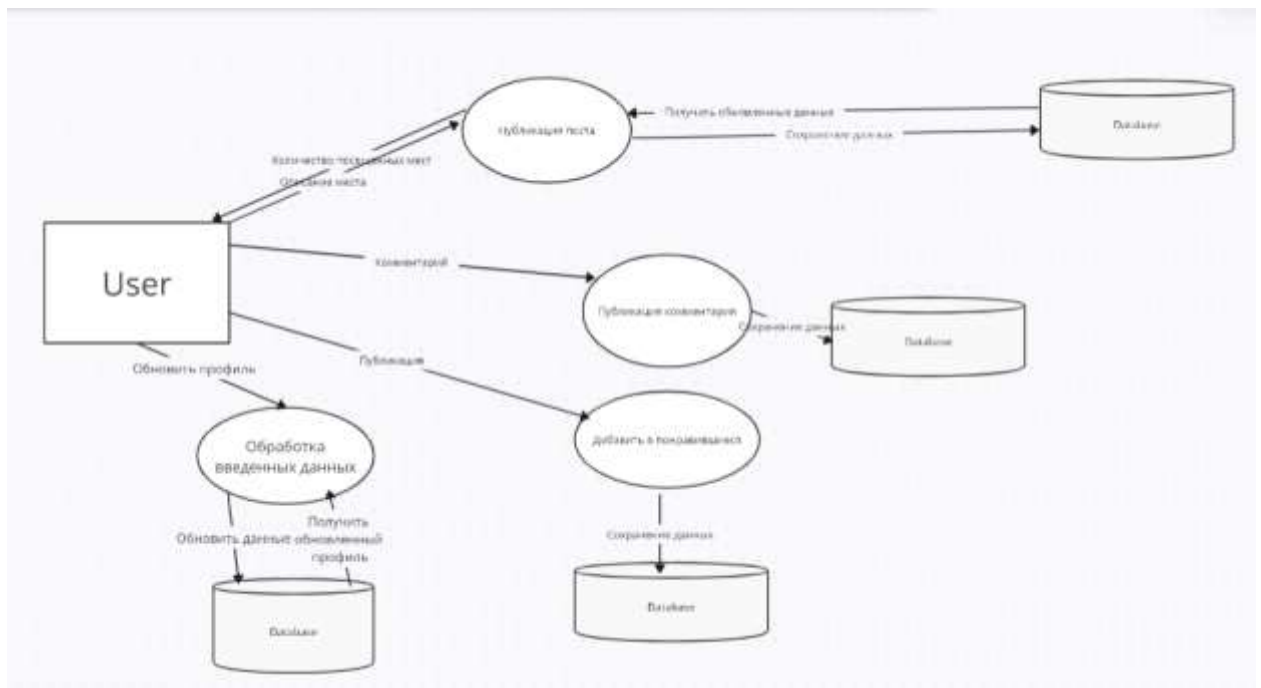 Публикация поста
Получить обновленные данные
Database
Сохранение данных
Количество посещенных мест
Описание места
User
Комментарий
Публикация комментария
Сохранение данных
Database
Публикация
Обновить профиль
Добавить в понравившиеся
Обработка
введенных данных
Получить
Обновить данные
обновленный
профиль
Сохранение данных
Database
Database